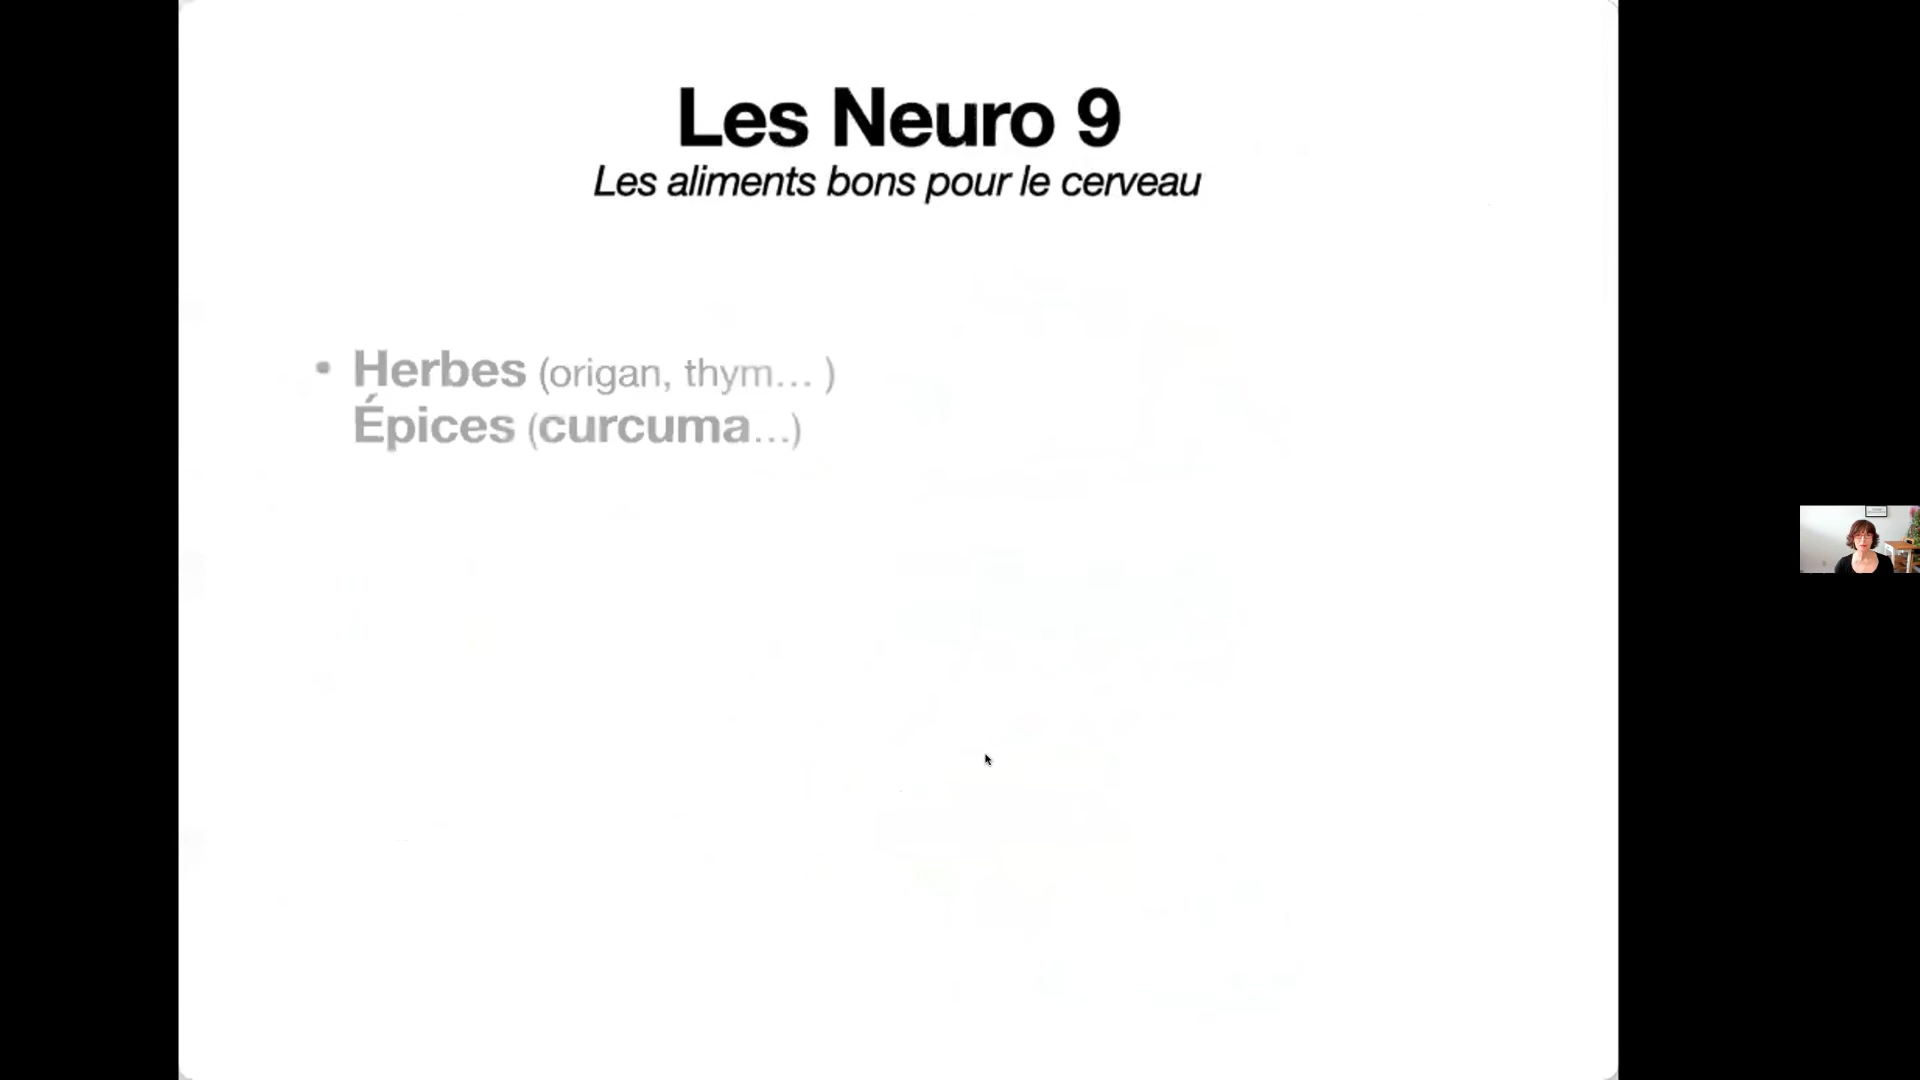 Les Neuro 9
Les aliments bons pour le cerveau
• Herbes (origan, thym... )
Épices (curcuma...)